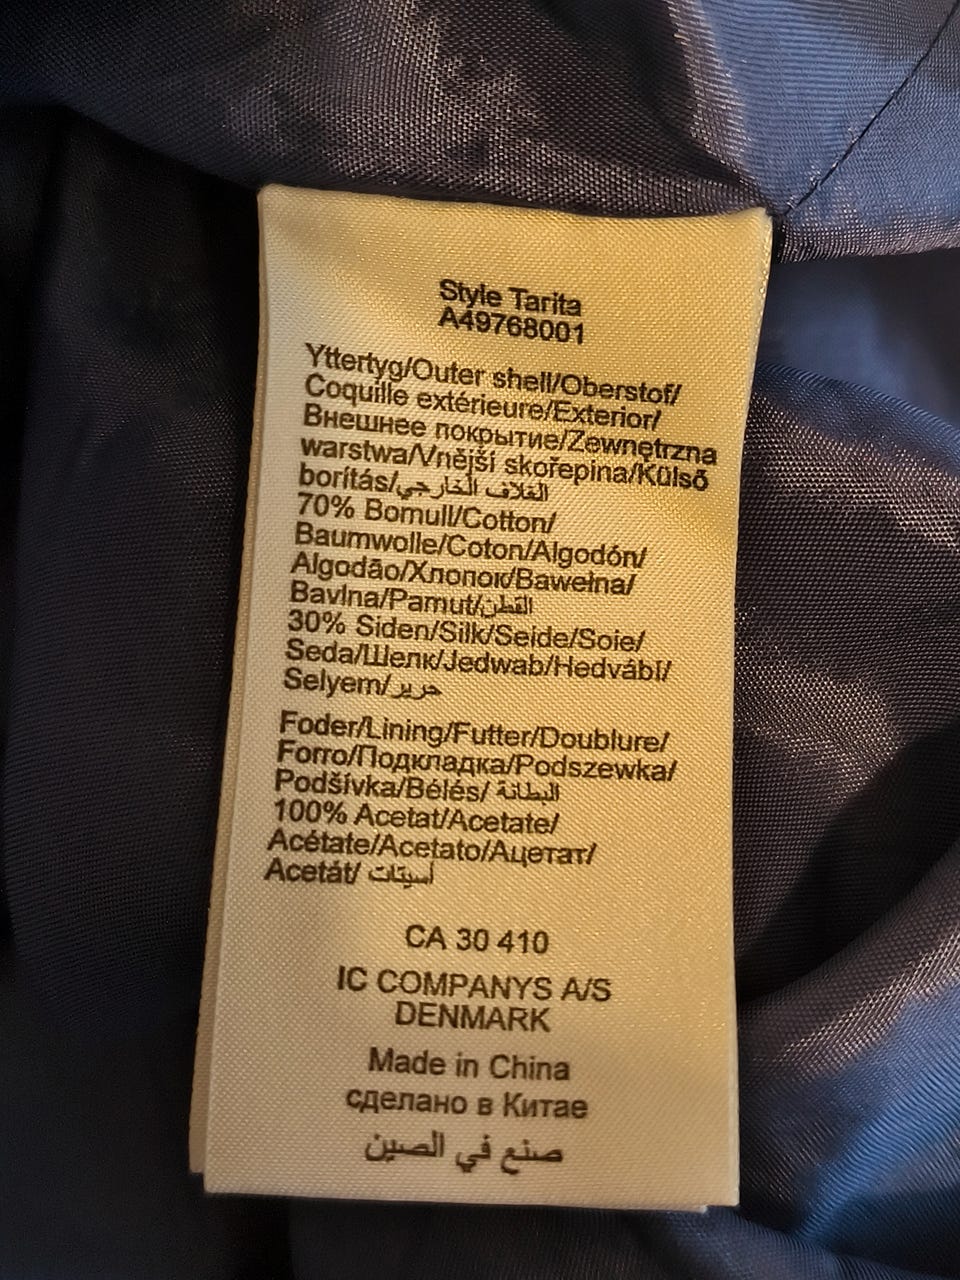 Style Tarita
A49768001
Yttertyg/Outer shell/Oberstof/
Coquille extérieure/Exterior/
Внешнее покрытие/Zewnętrzna
warstwa/Vnější skořepina/Külső
borítás/الغلاف الخارجي
70% Bomull/Cotton/
Baumwolle/Coton/Algodón/
Algodão/Хлопок/Bawełna/
Bavlna/Pamut/القطن
30% Siden/Silk/Seide/Soie/
Seda/Шелк/Jedwab/Hedvábí/
Selyem/حرير
Foder/Lining/Futter/Doublure/
Forro/Подкладка/Podszewka/
Podšívka/Bélés/ البطانة
100% Acetat/Acetate/
Acétate/Acetato/Ацетат/
Acetát/ أسيتات
CA 30 410
IC COMPANYS A/S
DENMARK
Made in China
сделано в Китае
صنع في الصين